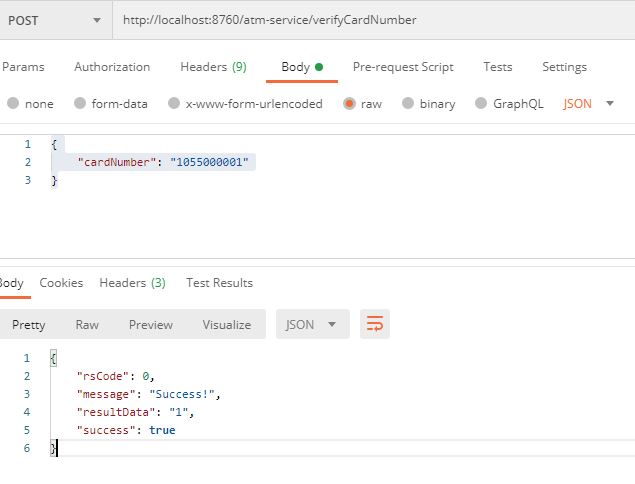 POST http://localhost:8760/atm-service/verifyCardNumber
Params Authorization Headers (9) Body Pre-request Script Tests Settings
none form-data x-www-form-urlencoded raw binary GraphQL JSON
1 {
2 "cardNumber": "1055000001"
3 }
Body Cookies Headers (3) Test Results
Pretty Raw Preview Visualize JSON
1 {
2 "rsCode": 0,
3 "message": "Success!",
4 "resultData": "1",
5 "success": true
6 }